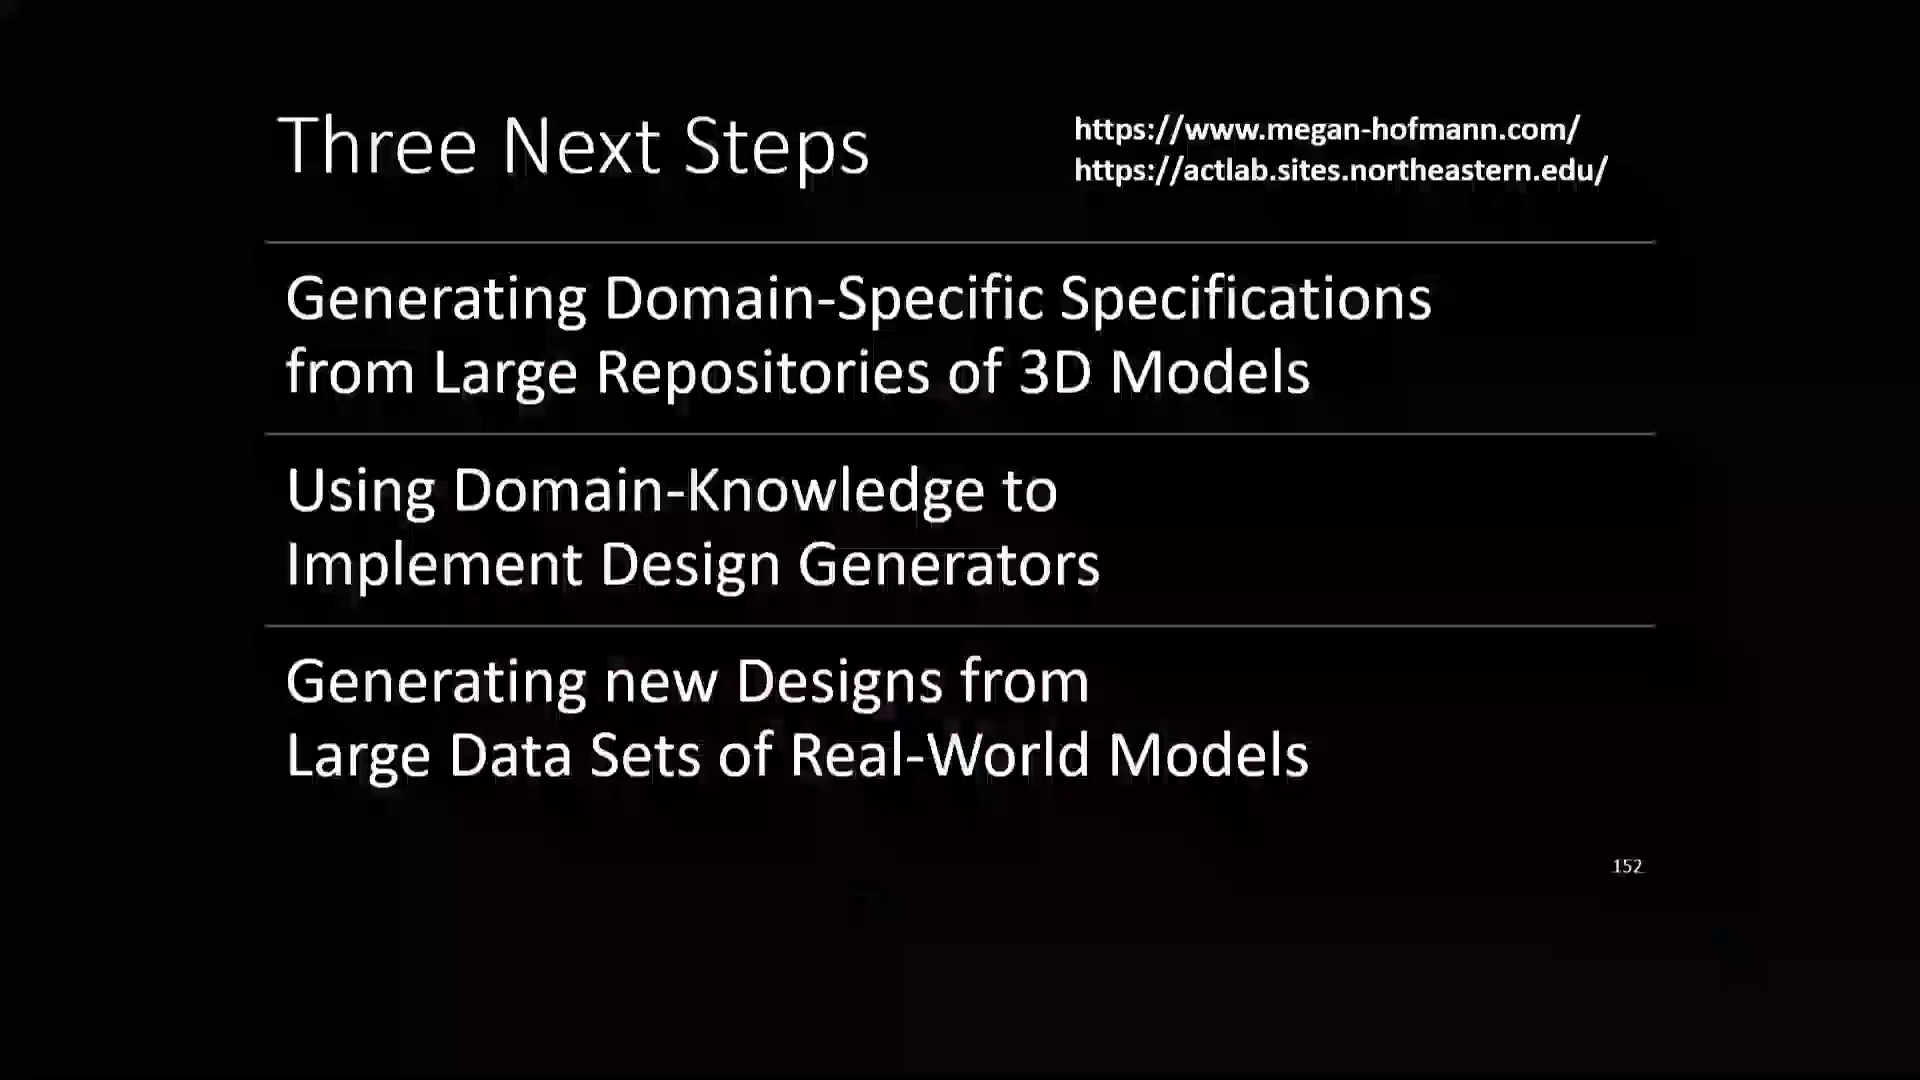 Three Next Steps
https://www.megan-hofmann.com/
https://actlab.sites.northeastern.edu/
Generating Domain-Specific Specifications
from Large Repositories of 3D Models
Using Domain-Knowledge to
Implement Design Generators
Generating new Designs from
Large Data Sets of Real-World Models
152